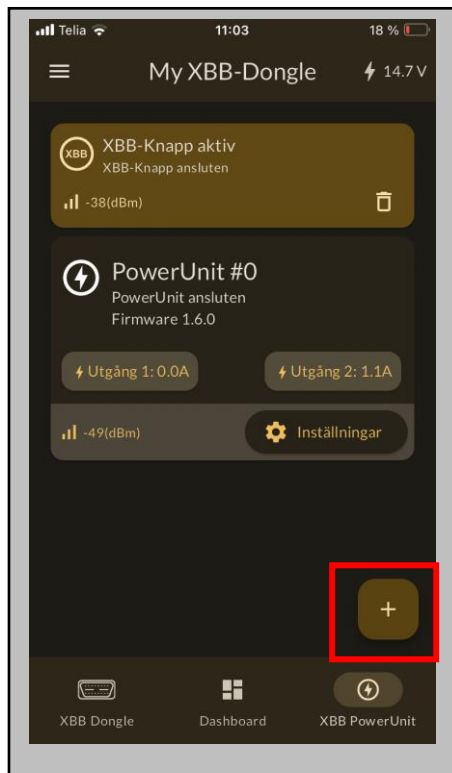 Telia 11:03 18 %
My XBB-Dongle 14.7 V
XBB XBB-Knapp aktiv
XBB-Knapp ansluten
-38(dBm)
PowerUnit #0
PowerUnit ansluten
Firmware 1.6.0
Utgång 1: 0.0A Utgång 2: 1.1A
-49(dBm) Inställningar
+
XBB Dongle Dashboard XBB PowerUnit